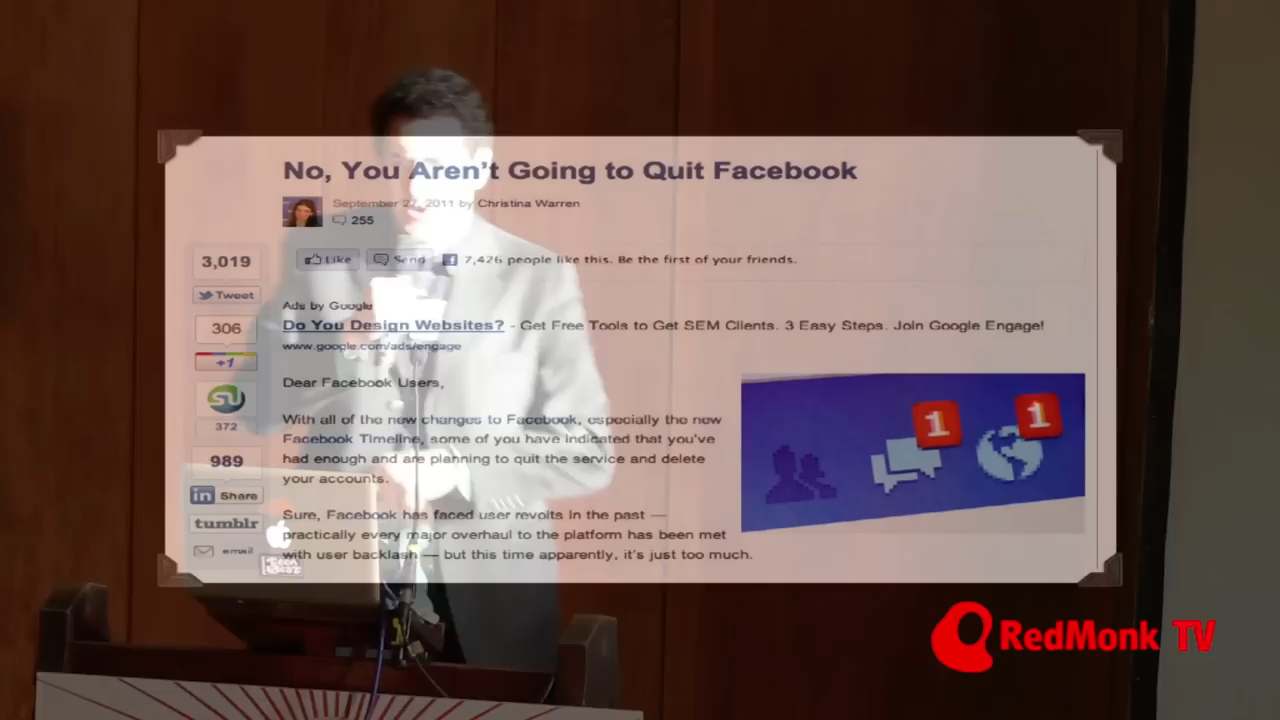 No, You Aren't Going to Quit Facebook
September 27, 2011 by Christina Warren
255
3,019
Like
Send
7,426 people like this. Be the first of your friends.
Tweet
Ads by Google
306
Do You Design Websites? - Get Free Tools to Get SEM Clients. 3 Easy Steps. Join Google Engage!
www.google.com/ads/engage
+1
Dear Facebook Users,
372
With all of the new changes to Facebook, especially the new
Facebook Timeline, some of you have indicated that you've
had enough and are planning to quit the service and delete
your accounts.
1
1
989
in Share
Sure, Facebook has faced user revolts in the past —
practically every major overhaul to the platform has been met
with user backlash — but this time apparently, it's just too much.
tumblr
email
RedMonk TV